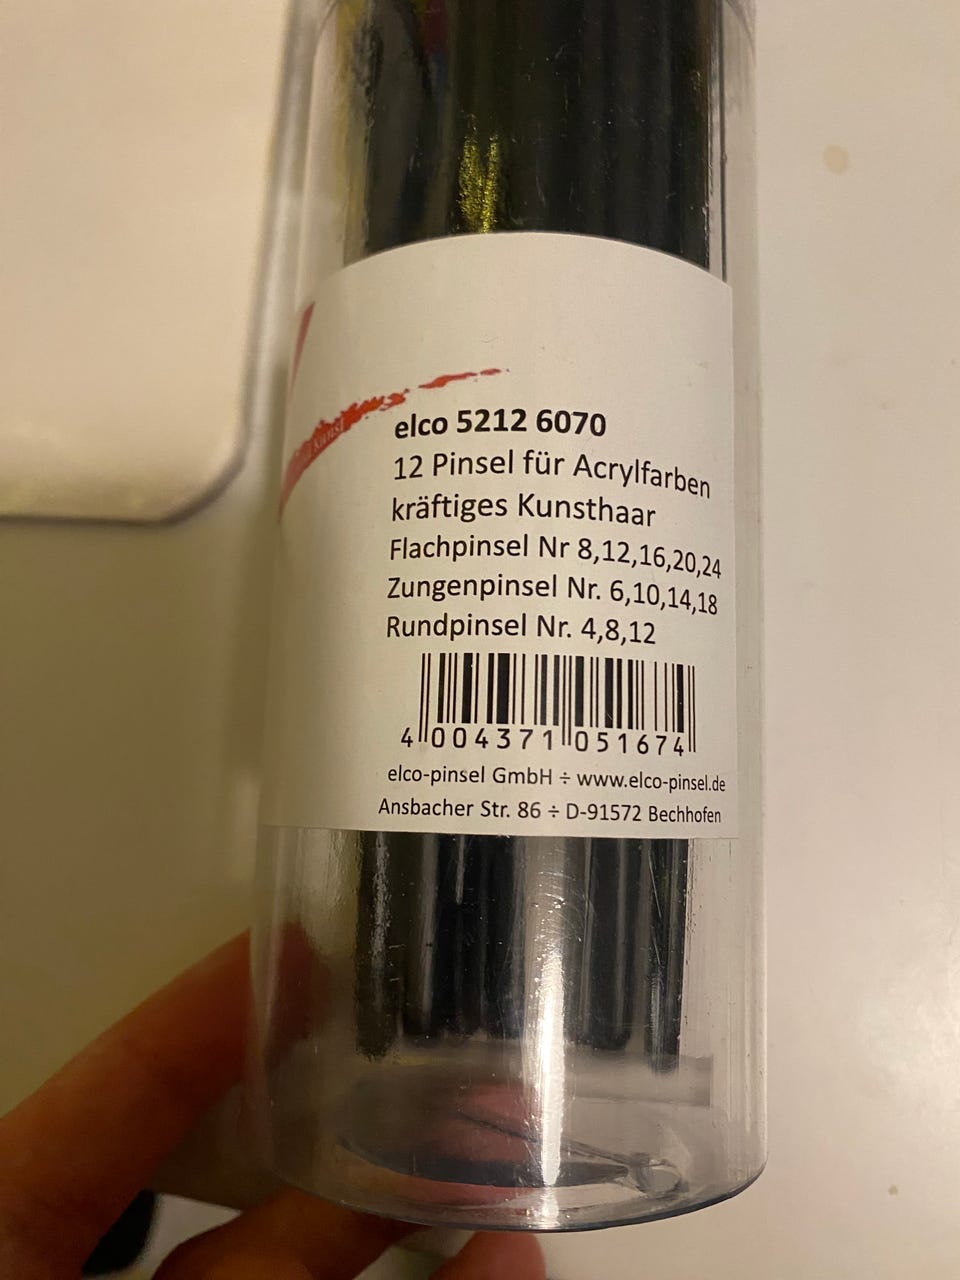 elco 5212 6070
12 Pinsel für Acrylfarben
kräftiges Kunsthaar
Flachpinsel Nr 8,12,16,20,24
Zungenpinsel Nr. 6,10,14,18
Rundpinsel Nr. 4,8,12
4 004371 051674
elco-pinsel GmbH ÷ www.elco-pinsel.de
Ansbacher Str. 86 ÷ D-91572 Bechhofen